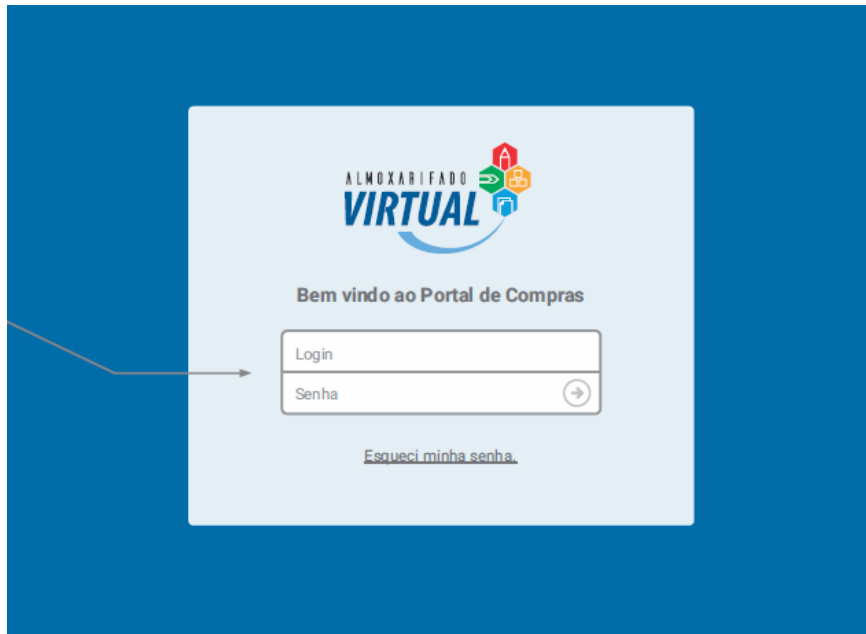 ALMOXARIFADO
VIRTUAL
Bem vindo ao Portal de Compras
Login
Senha
Esqueci minha senha.